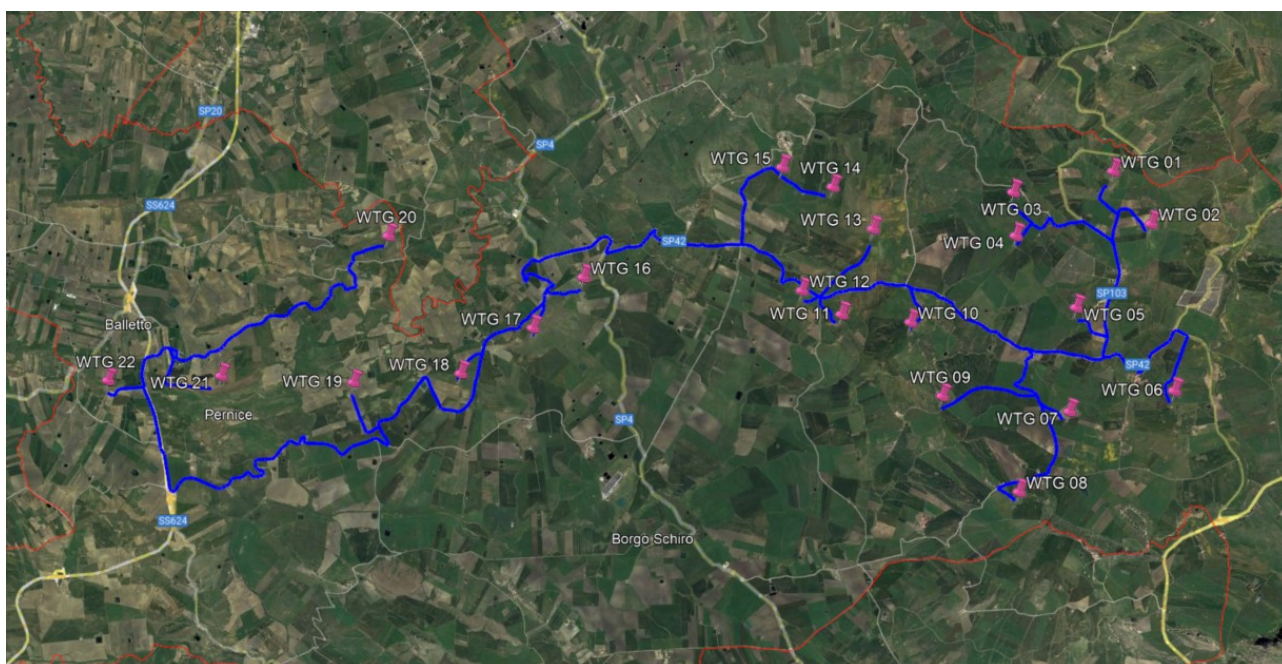 SP20
SP4
WTG 15
WTG 14
WTG 01
SS624
WTG 03
WTG 02
WTG 20
WTG 13
WTG 04
SP42
WTG 16
WTG 12
SP103
WTG 17
WTG 11
WTG 10
WTG 05
Balletto
WTG 22
WTG 21
WTG 19
WTG 18
SP42
WTG 09
WTG 06
Pernice
SP4
WTG 07
WTG 08
SS624
Borgo Schiro